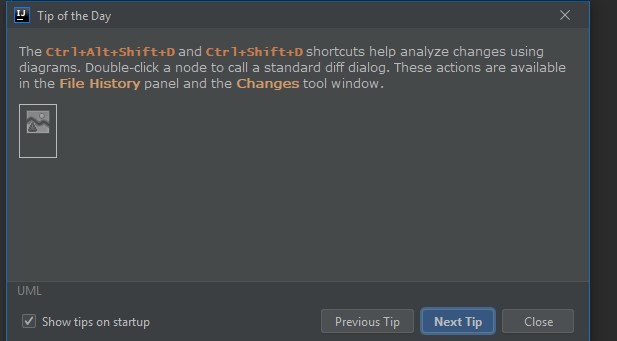 IJ
Tip of the Day
The Ctrl+Alt+Shift+D and Ctrl+Shift+D shortcuts help analyze changes using
diagrams. Double-click a node to call a standard diff dialog. These actions are available
in the File History panel and the Changes tool window.
UML
Show tips on startup
Previous Tip
Next Tip
Close